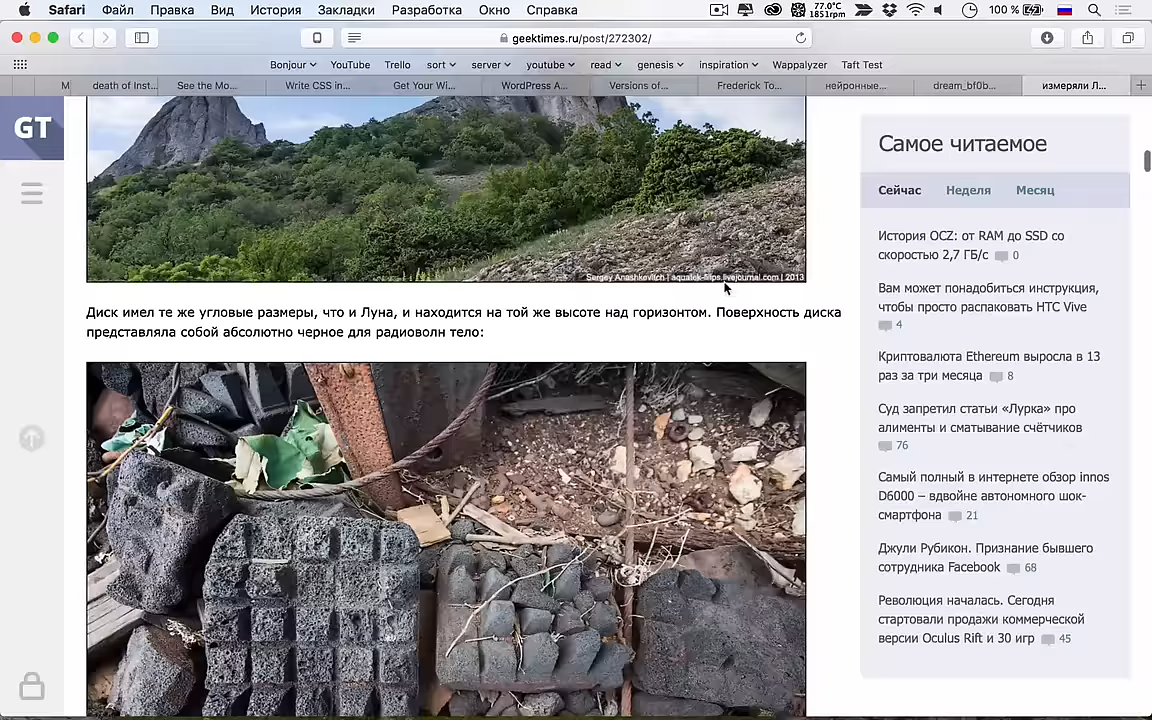 Safari Файл Правка Вид История Закладки Разработка Окно Справка 77.0°C 1851rpm 100 %
geektimes.ru/post/272302/
Bonjour YouTube Trello sort server youtube read genesis inspiration Wappalyzer Taft Test
M death of Inst... See the Mo... Write CSS in... Get Your Wi... WordPress A... Versions of... Frederick To... нейронные... dream_bf0b... измеряли Л...
GT
Sergey Anashkevitch | aquatek-filips.livejournal.com | 2013
Диск имел те же угловые размеры, что и Луна, и находится на той же высоте над горизонтом. Поверхность диска
представляла собой абсолютно черное для радиоволн тело:
Самое читаемое
Сейчас Неделя Месяц
История OCZ: от RAM до SSD со
скоростью 2,7 ГБ/с 0
Вам может понадобиться инструкция,
чтобы просто распаковать HTC Vive
4
Криптовалюта Ethereum выросла в 13
раз за три месяца 8
Суд запретил статьи «Лурка» про
алименты и сматывание счётчиков
76
Самый полный в интернете обзор innos
D6000 – вдвойне автономного шок-
смартфона 21
Джули Рубикон. Признание бывшего
сотрудника Facebook 68
Революция началась. Сегодня
стартовали продажи коммерческой
версии Oculus Rift и 30 игр 45